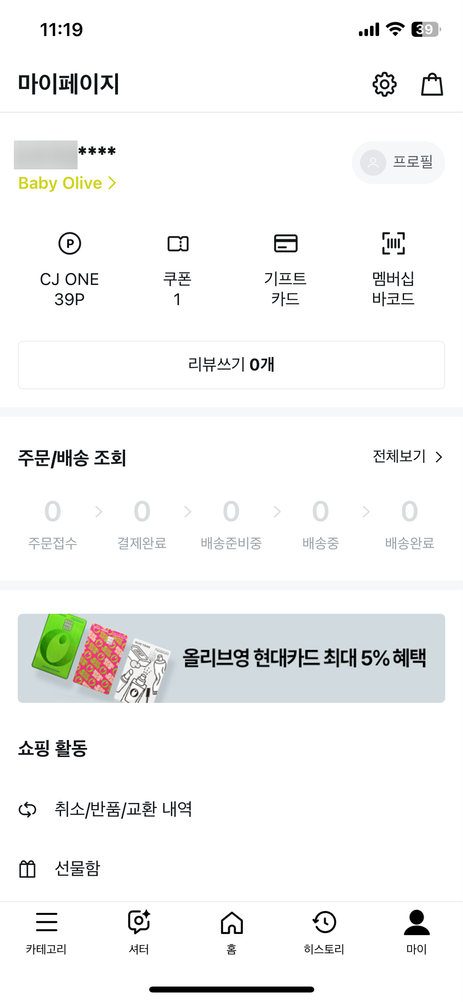 11:19
39
마이페이지
****
Baby Olive
프로필
P
CJ ONE
39P
쿠폰
1
기프트
카드
멤버십
바코드
리뷰쓰기 0개
주문/배송 조회
전체보기
0 0 0 0 0
주문접수 결제완료 배송준비중 배송중 배송완료
올리브영 현대카드 최대 5% 혜택
쇼핑 활동
취소/반품/교환 내역
선물함
카테고리 셔터 홈 히스토리 마이